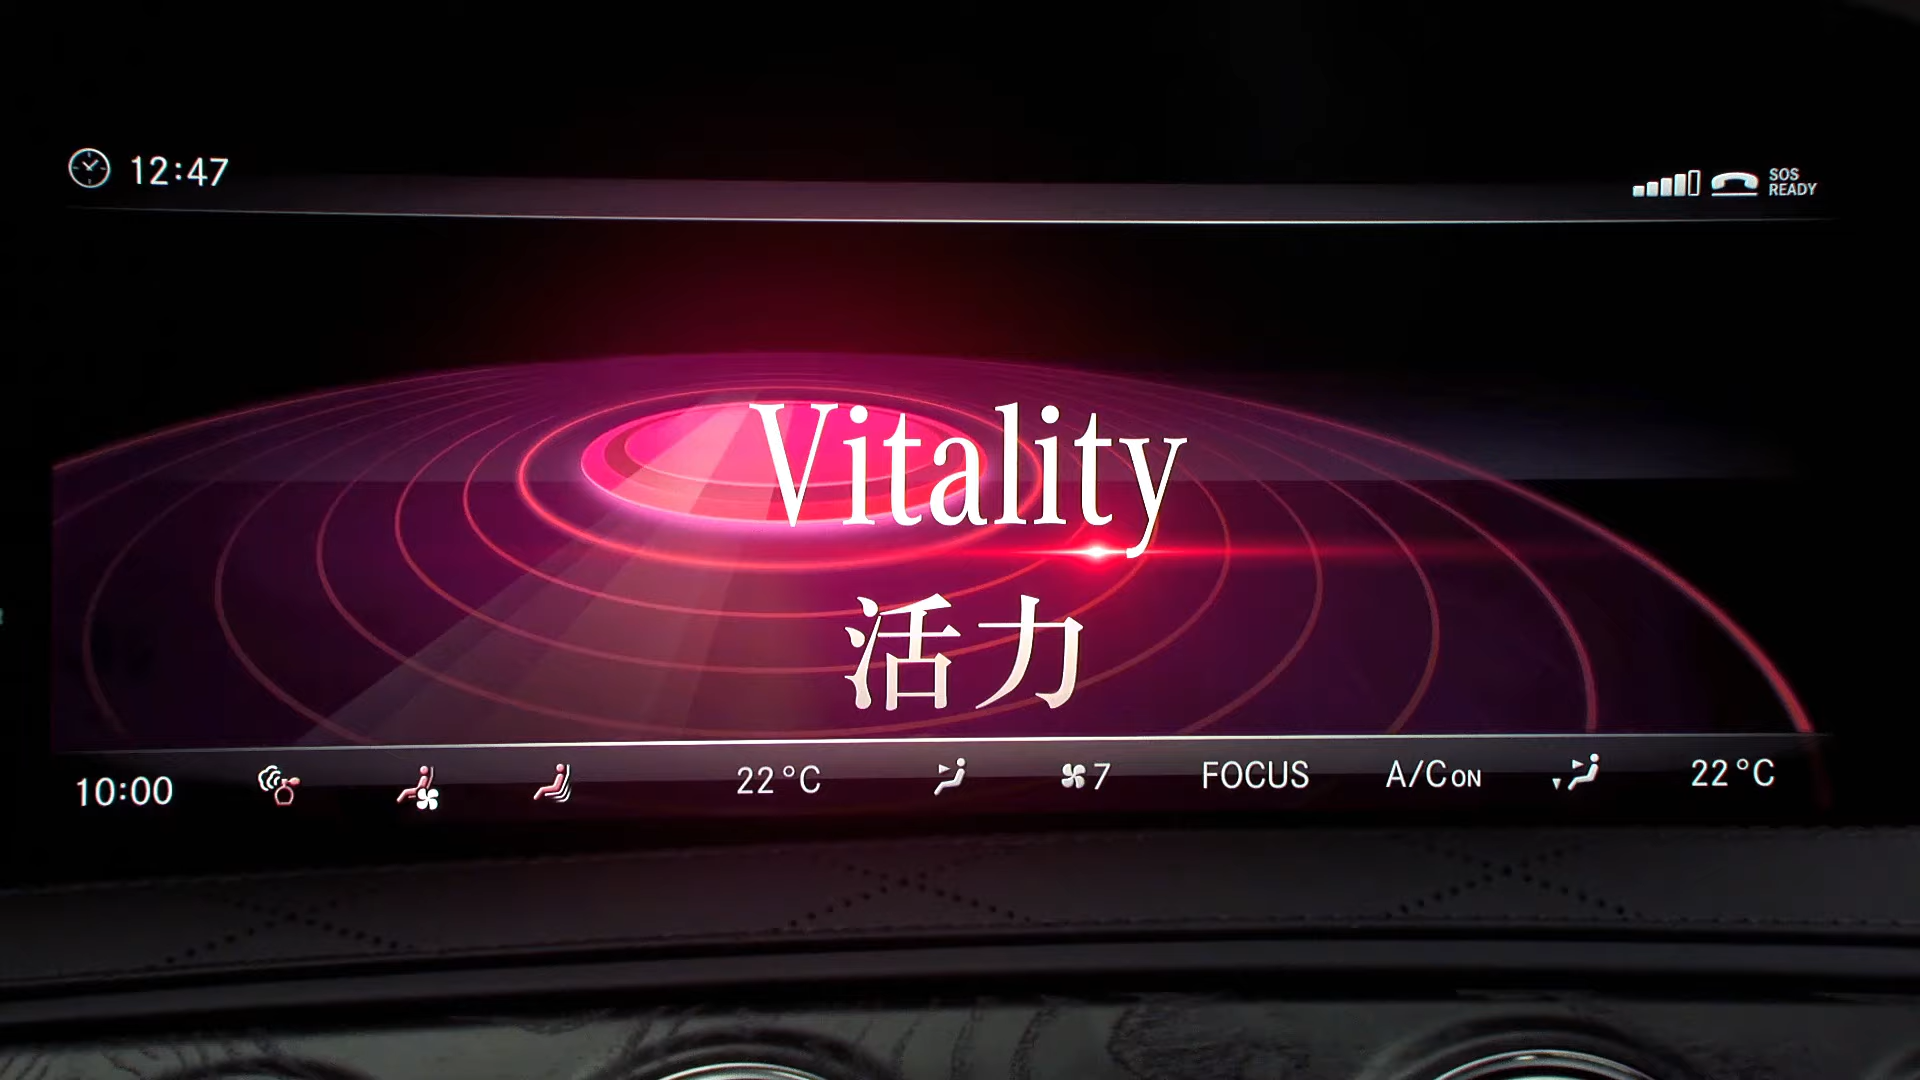 12:47
SOS
READY
Vitality
活力
10:00 22°C 7 FOCUS A/C ON 22°C